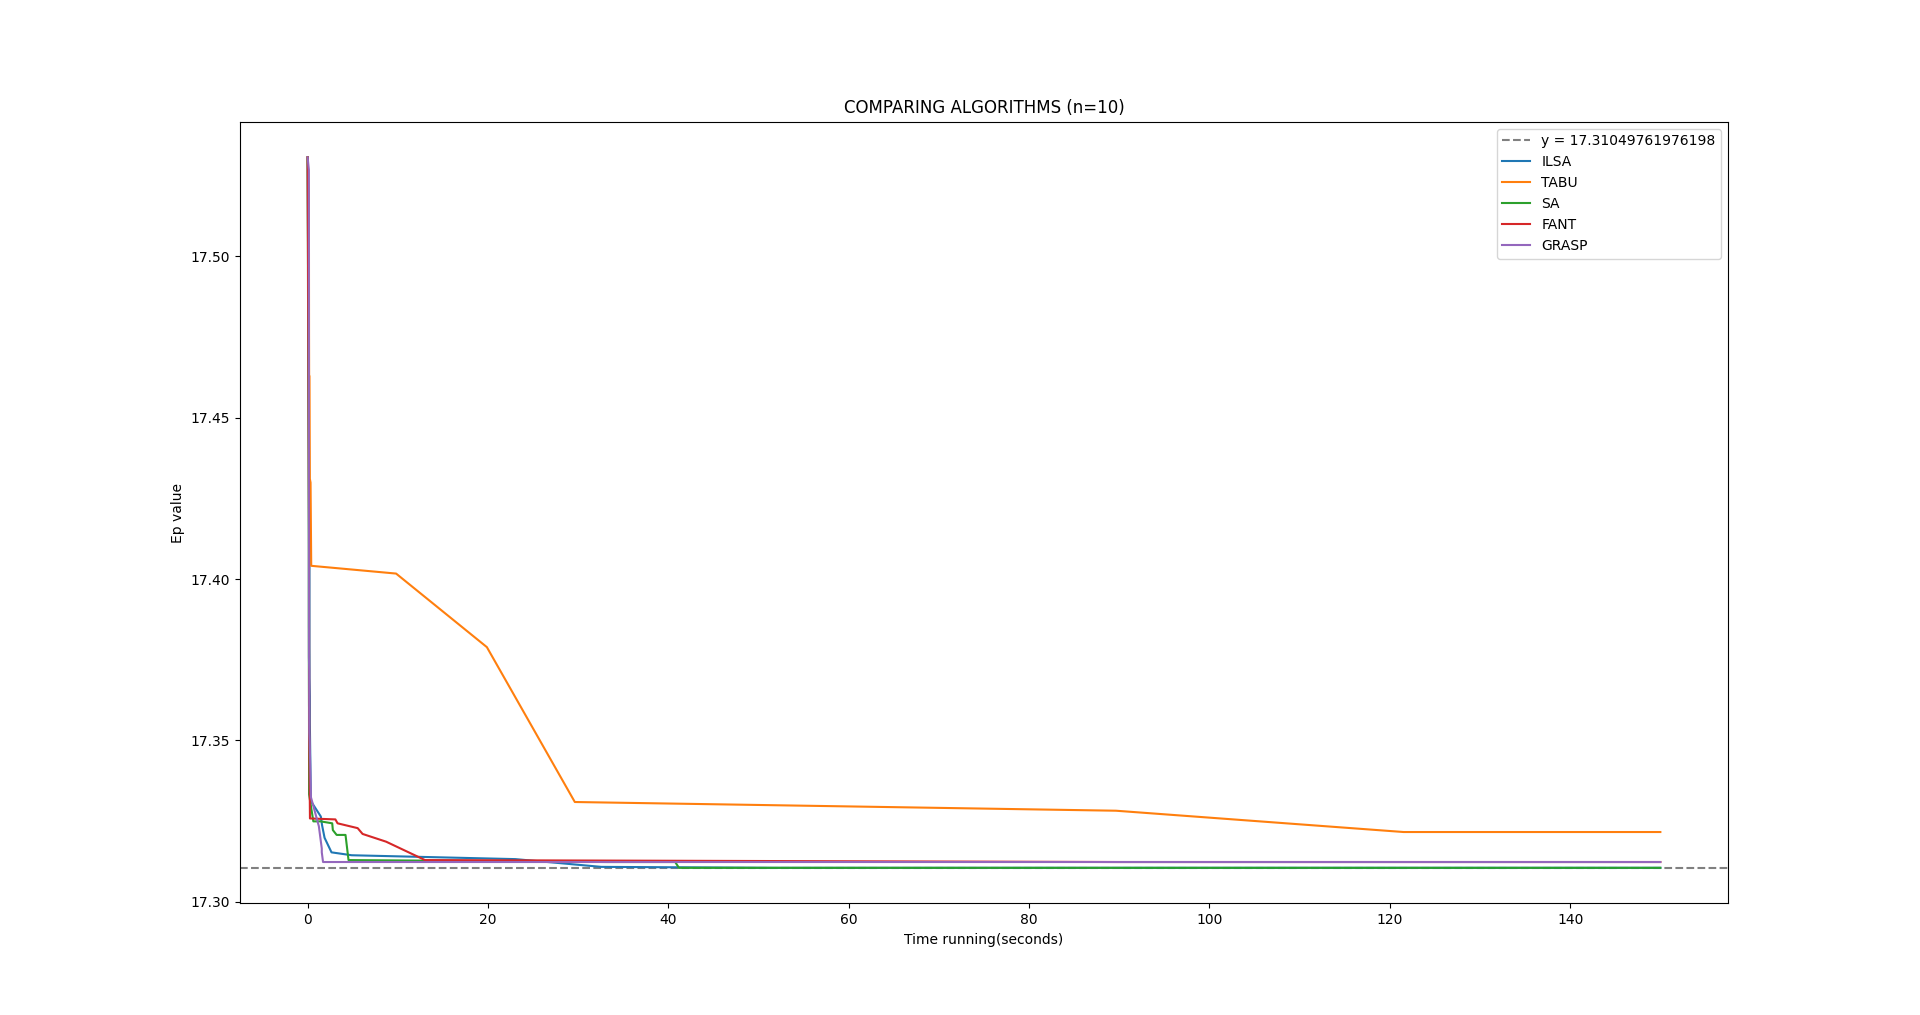 COMPARING ALGORITHMS (n=10)
y = 17.31049761976198
ILSA
TABU
SA
FANT
GRASP
17.50
17.45
17.40
17.35
17.30
Ep value
0 20 40 60 80 100 120 140
Time running(seconds)